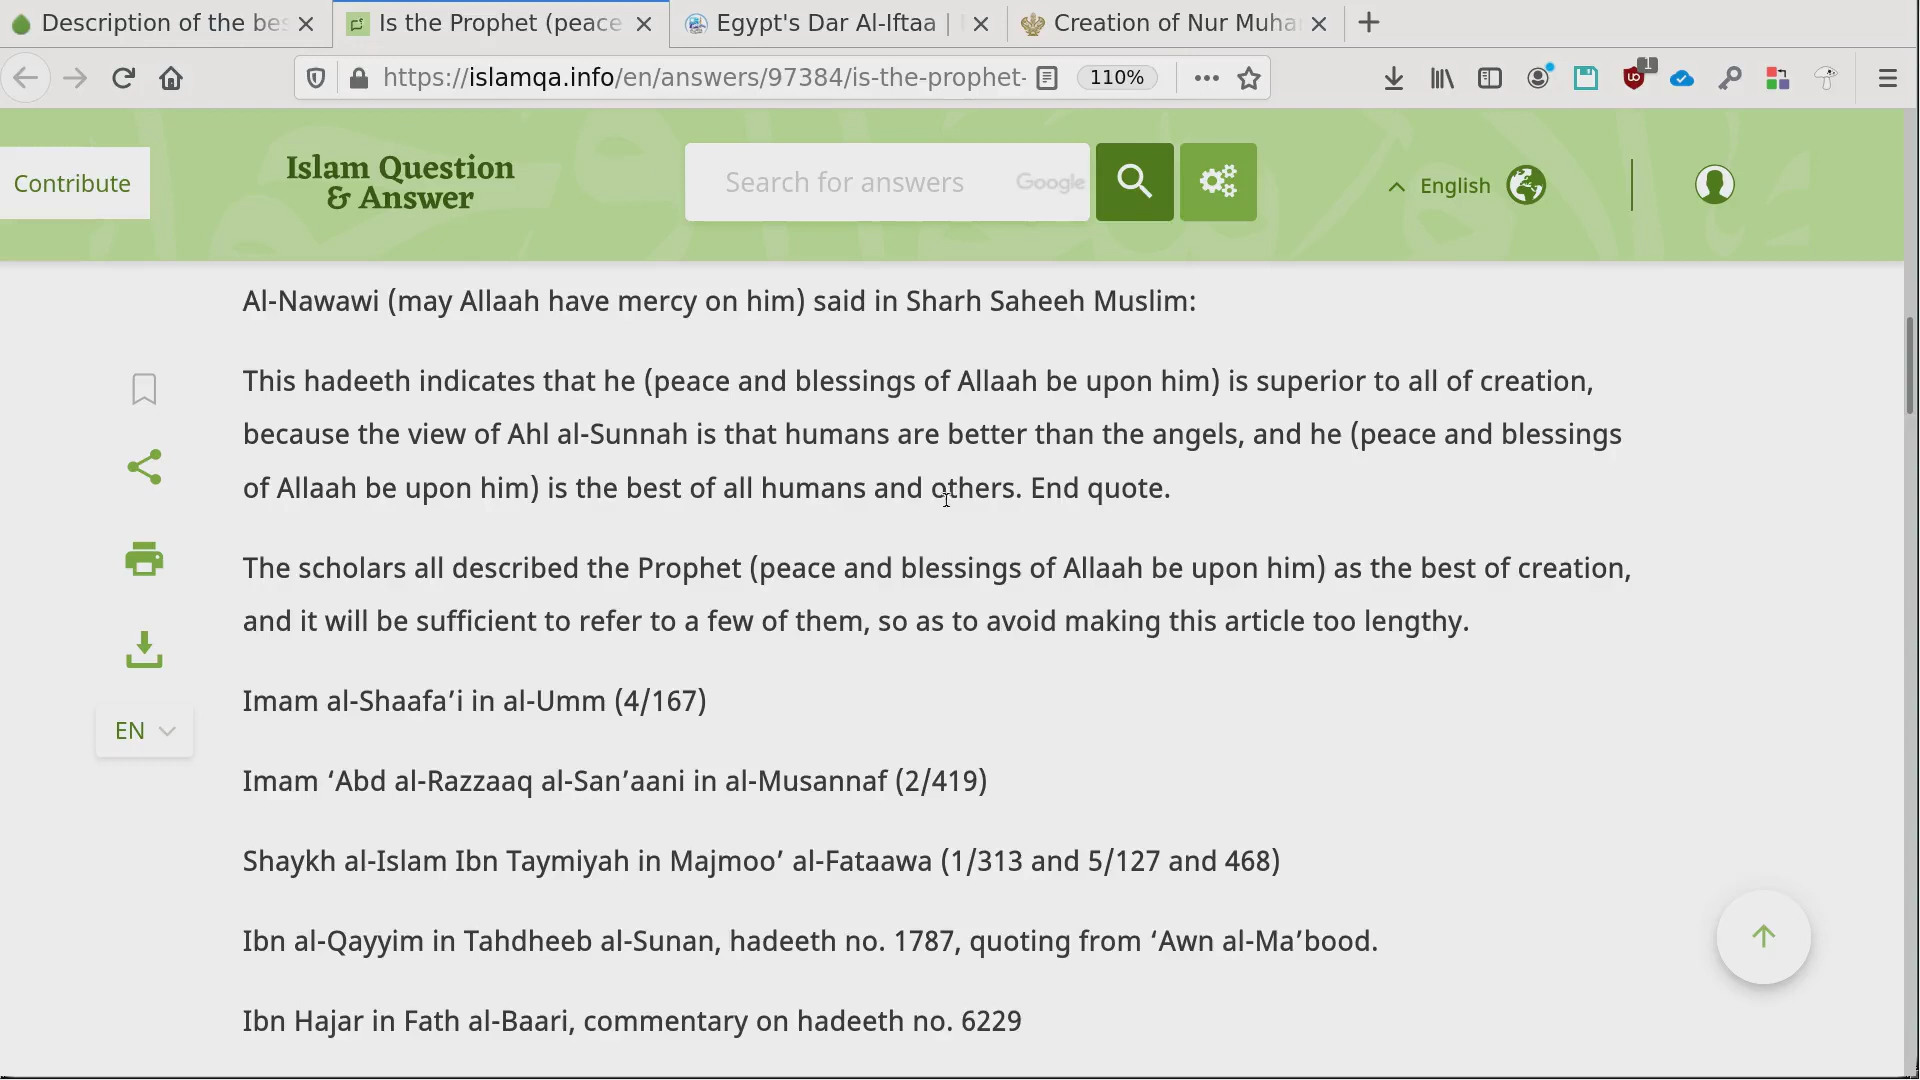 Description of the bes
Is the Prophet (peace
Egypt's Dar Al-Iftaa |
Creation of Nur Muha
https://islamqa.info/en/answers/97384/is-the-prophet-
110%
1
Contribute
Islam Question
& Answer
Search for answers
Google
English
Al-Nawawi (may Allaah have mercy on him) said in Sharh Saheeh Muslim:
This hadeeth indicates that he (peace and blessings of Allaah be upon him) is superior to all of creation,
because the view of Ahl al-Sunnah is that humans are better than the angels, and he (peace and blessings
of Allaah be upon him) is the best of all humans and others. End quote.
The scholars all described the Prophet (peace and blessings of Allaah be upon him) as the best of creation,
and it will be sufficient to refer to a few of them, so as to avoid making this article too lengthy.
Imam al-Shaafa’i in al-Umm (4/167)
Imam ‘Abd al-Razzaaq al-San’aani in al-Musannaf (2/419)
EN
Shaykh al-Islam Ibn Taymiyah in Majmoo’ al-Fataawa (1/313 and 5/127 and 468)
Ibn al-Qayyim in Tahdheeb al-Sunan, hadeeth no. 1787, quoting from ‘Awn al-Ma’bood.
Ibn Hajar in Fath al-Baari, commentary on hadeeth no. 6229